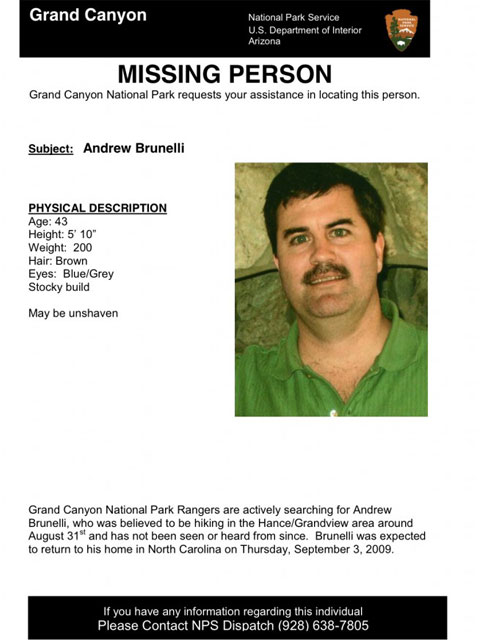 Grand Canyon
National Park Service
U.S. Department of Interior
Arizona
MISSING PERSON
Grand Canyon National Park requests your assistance in locating this person.
Subject: Andrew Brunelli
PHYSICAL DESCRIPTION
Age: 43
Height: 5' 10”
Weight: 200
Hair: Brown
Eyes: Blue/Grey
Stocky build
May be unshaven
Grand Canyon National Park Rangers are actively searching for Andrew
Brunelli, who was believed to be hiking in the Hance/Grandview area around
August 31st and has not been seen or heard from since. Brunelli was expected
to return to his home in North Carolina on Thursday, September 3, 2009.
If you have any information regarding this individual
Please Contact NPS Dispatch (928) 638-7805